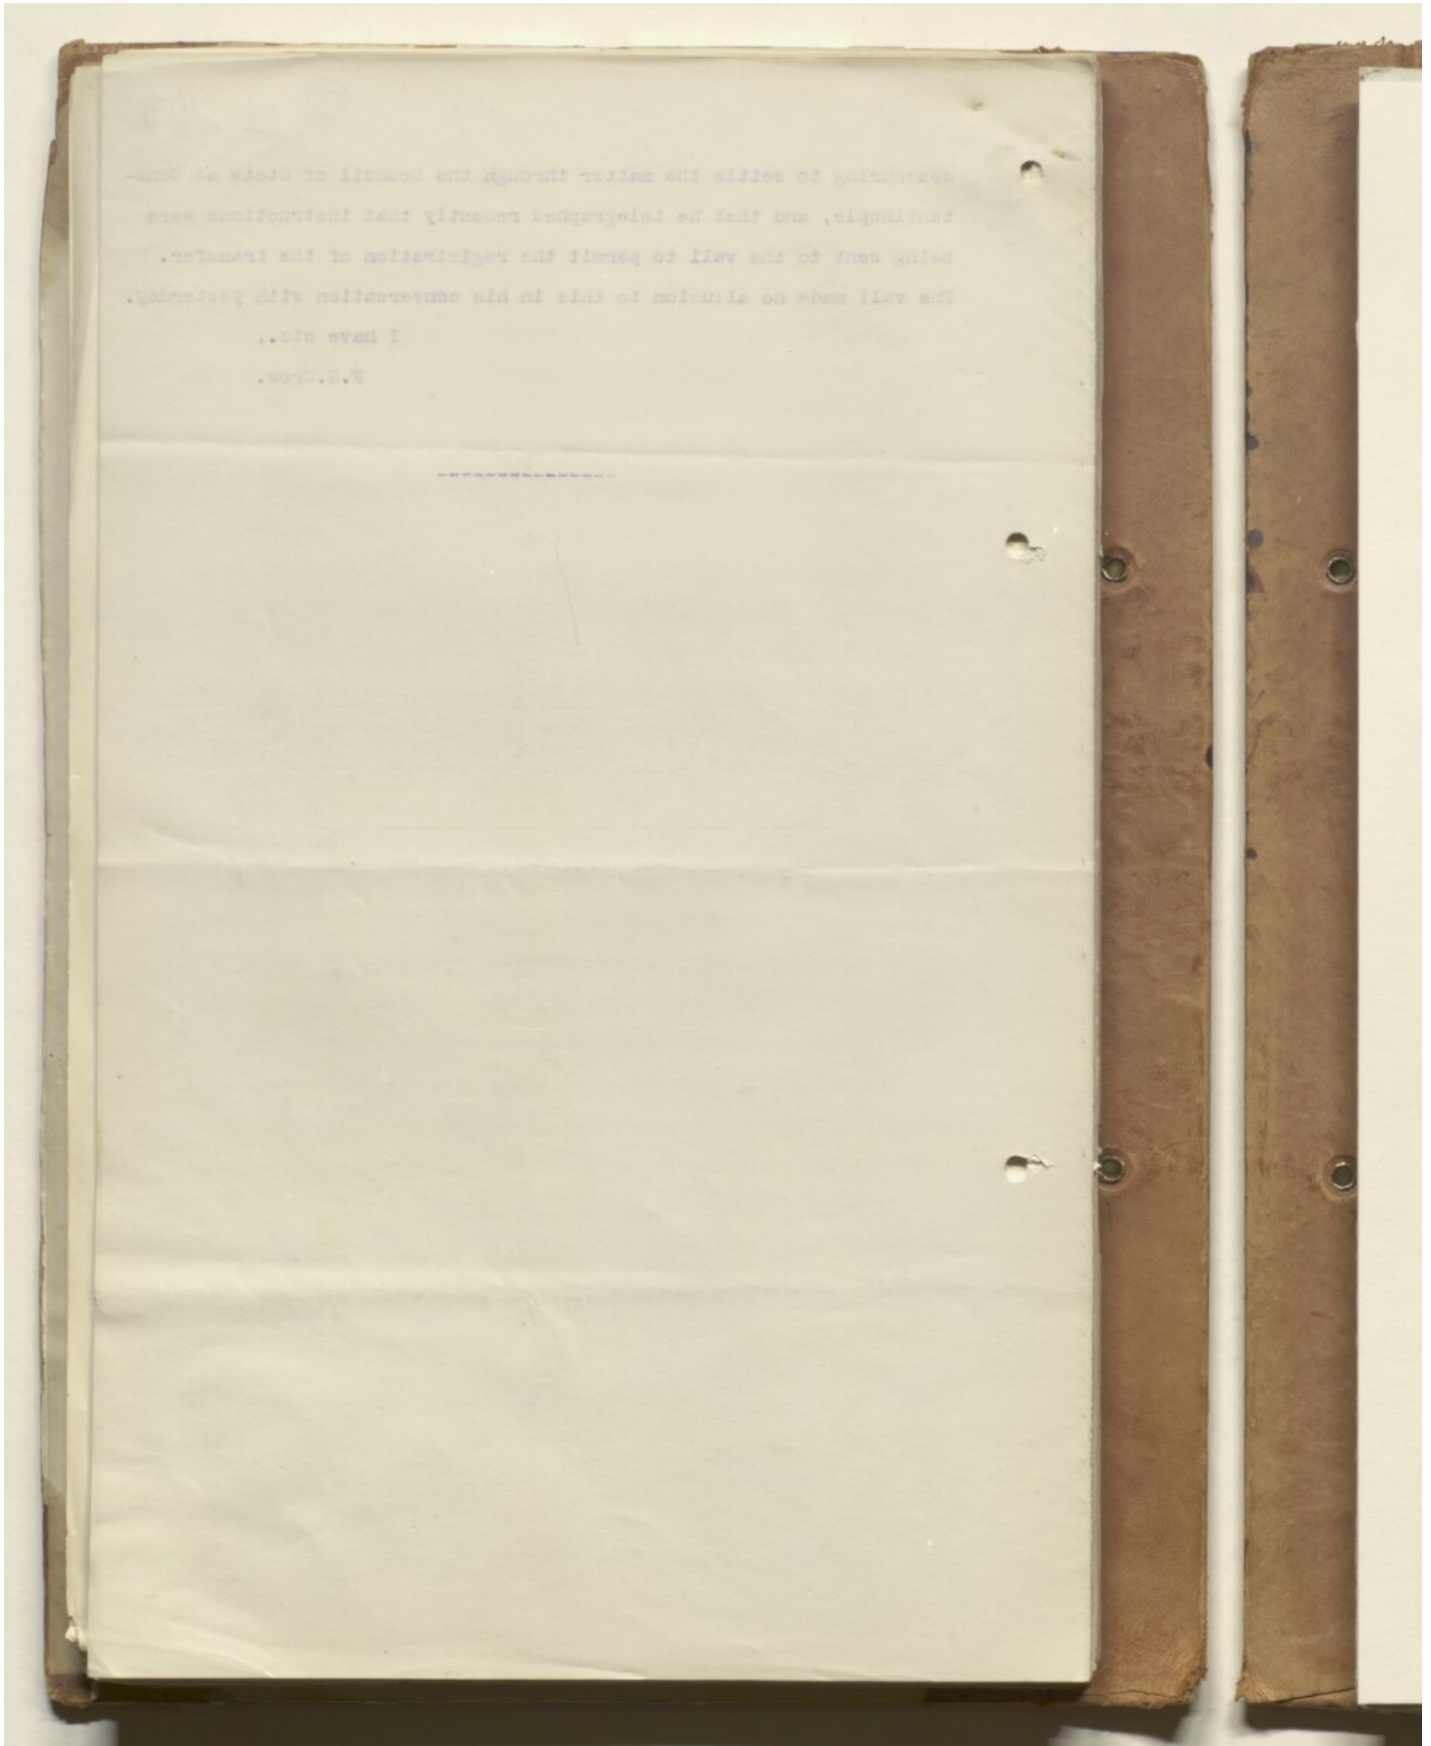 deavouring to settle the matter through the Council of State at Cons-
tantinople, and that he telegraphed recently that instructions were
being sent to the vali to permit the registration of the transfer.
The vali made no allusion to this in his conversation with yesterday.
I have etc.,
F.E.Crow.